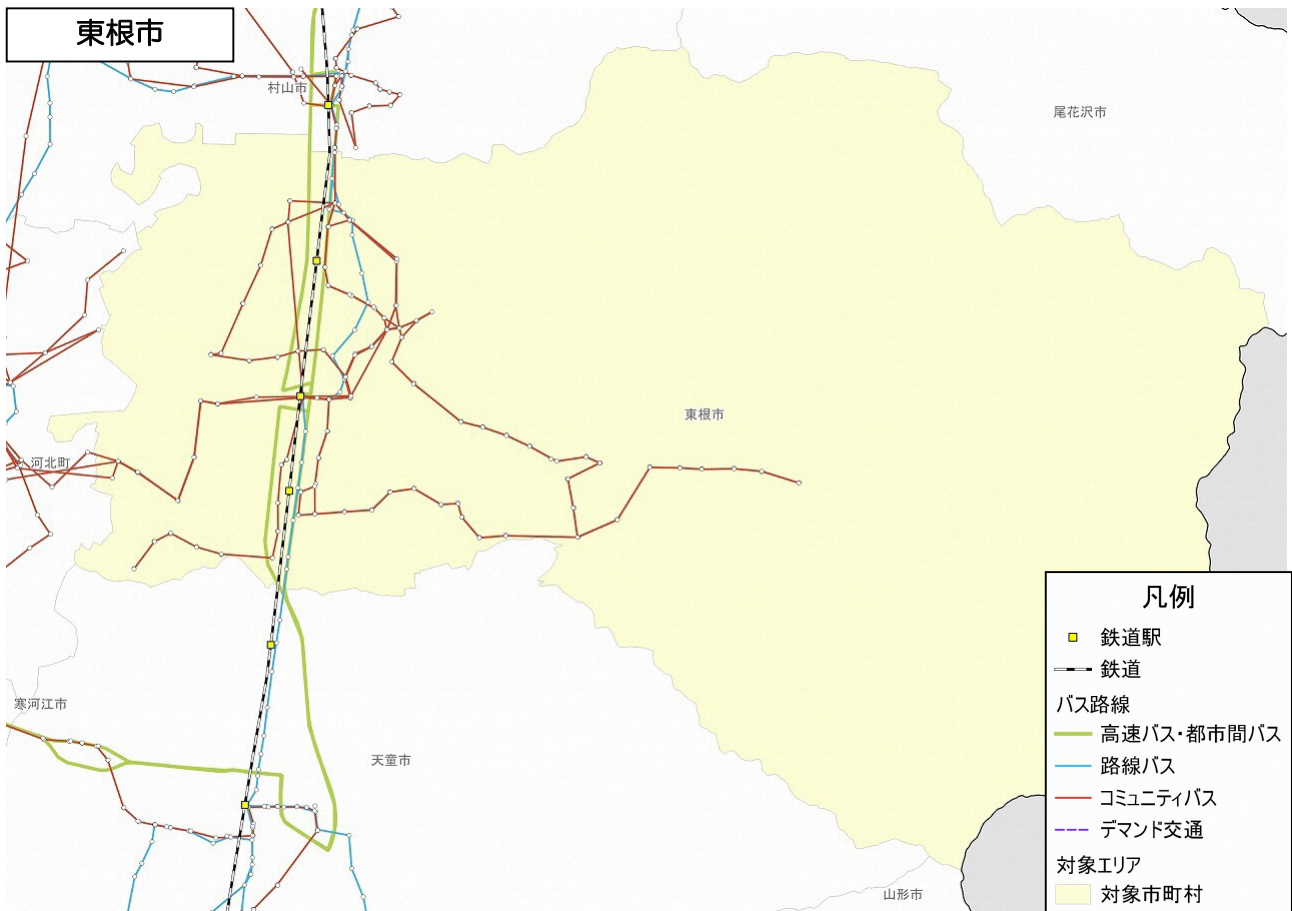 東根市
村山市
尾花沢市
東根市
河北町
寒河江市
天童市
山形市
凡例
鉄道駅
鉄道
バス路線
高速バス・都市間バス
路線バス
コミュニティバス
デマンド交通
対象エリア
対象市町村